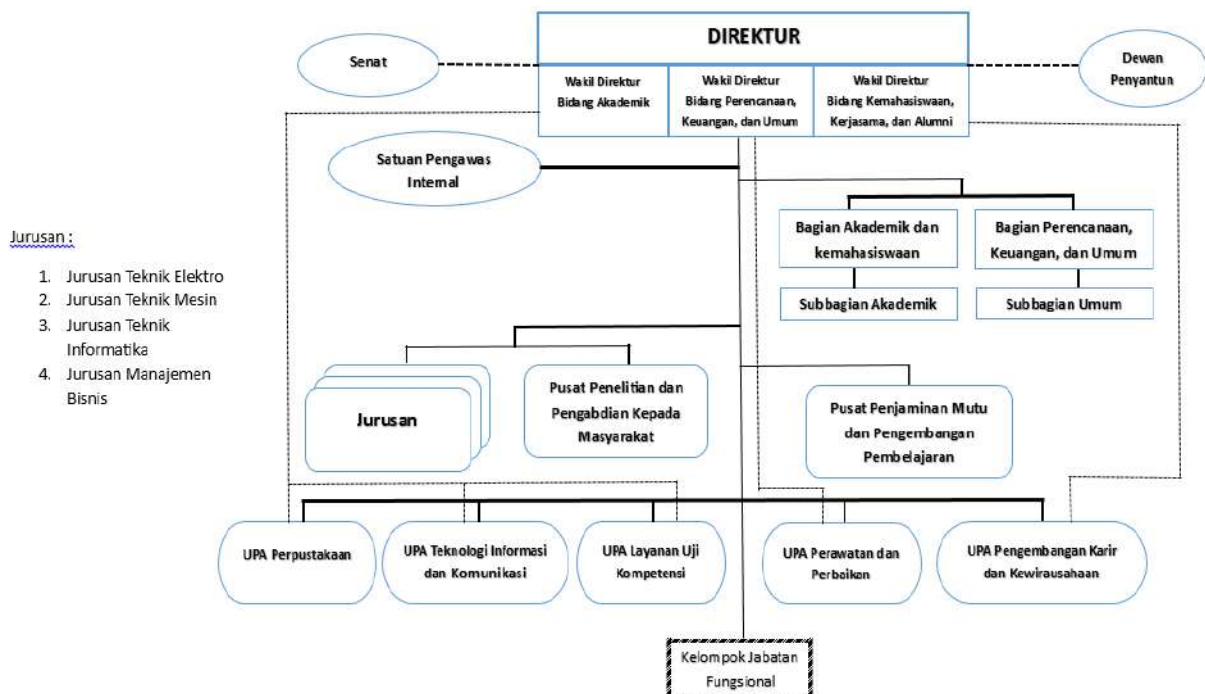 DIREKTUR
Senat
Dewan
Penyantun
Wakil Direktur
Bidang Akademik
Wakil Direktur
Bidang Perencanaan,
Keuangan, dan Umum
Wakil Direktur
Bidang Kemahasiswaan,
Kerjasama, dan Alumni
Satuan Pengawas
Internal
Bagian Akademik dan
kemahasiswaan
Bagian Perencanaan,
Keuangan, dan Umum
Subbagian Akademik
Subbagian Umum
Jurusan :
1. Jurusan Teknik Elektro
2. Jurusan Teknik Mesin
3. Jurusan Teknik
Informatika
4. Jurusan Manajemen
Bisnis
Jurusan
Pusat Penelitian dan
Pengabdian Kepada
Masyarakat
Pusat Penjaminan Mutu
dan Pengembangan
Pembelajaran
UPA Perpustakaan
UPA Teknologi Informasi
dan Komunikasi
UPA Layanan Uji
Kompetensi
UPA Perawatan dan
Perbaikan
UPA Pengembangan Karir
dan Kewirausahaan
Kelompok Jabatan
Fungsional